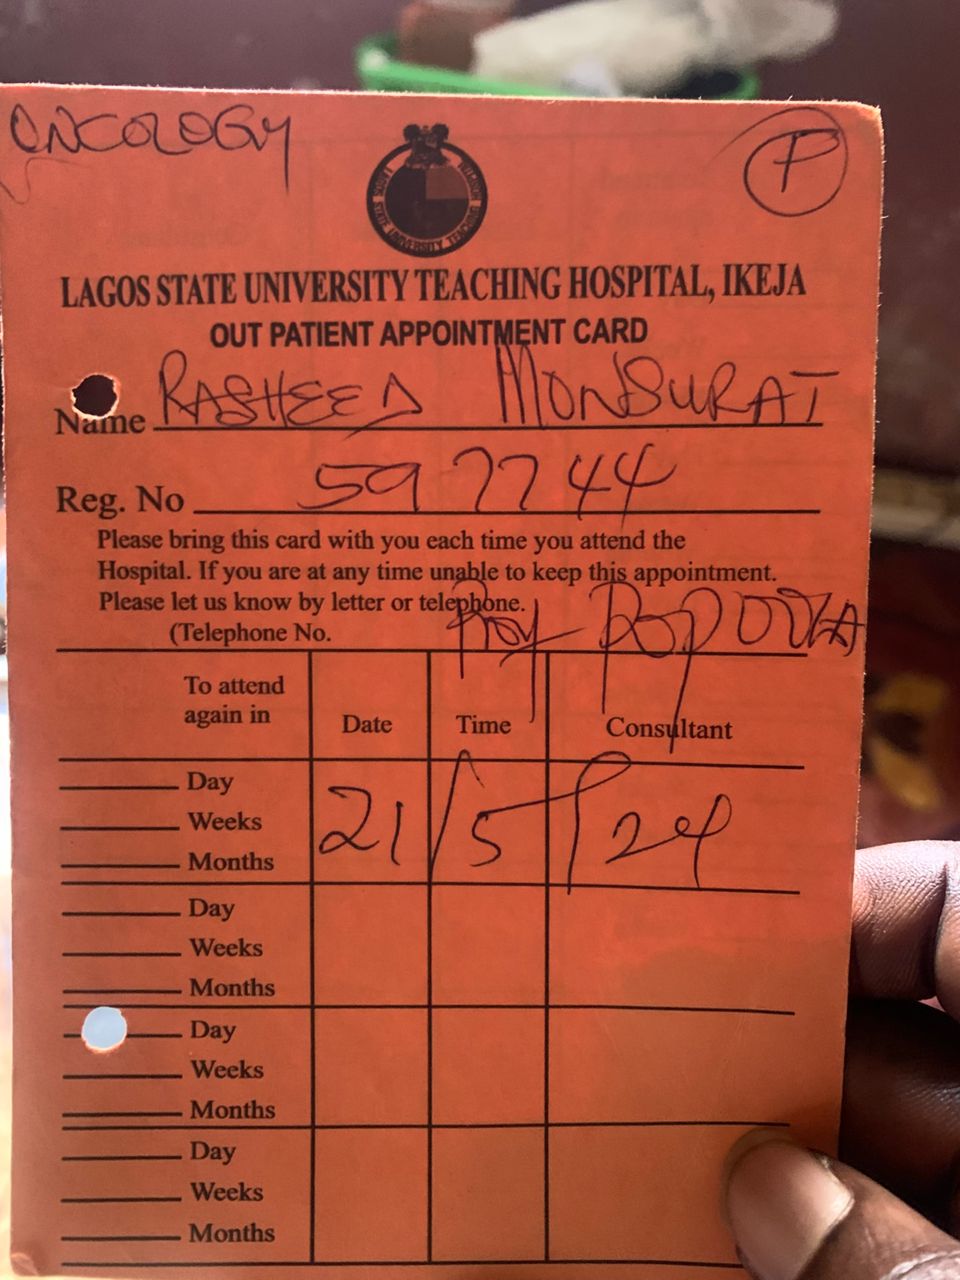 ONCOLOGY
P
LAGOS STATE UNIVERSITY TEACHING HOSPITAL, IKEJA
OUT PATIENT APPOINTMENT CARD
Name RASHEED MONSURAT
Reg. No 597744
Please bring this card with you each time you attend the
Hospital. If you are at any time unable to keep this appointment.
Please let us know by letter or telephone.
(Telephone No.
To attend again in Date Time Consultant
Day
Weeks 21/5/24
Months
Day
Weeks
Months
Day
Weeks
Months
Day
Weeks
Months